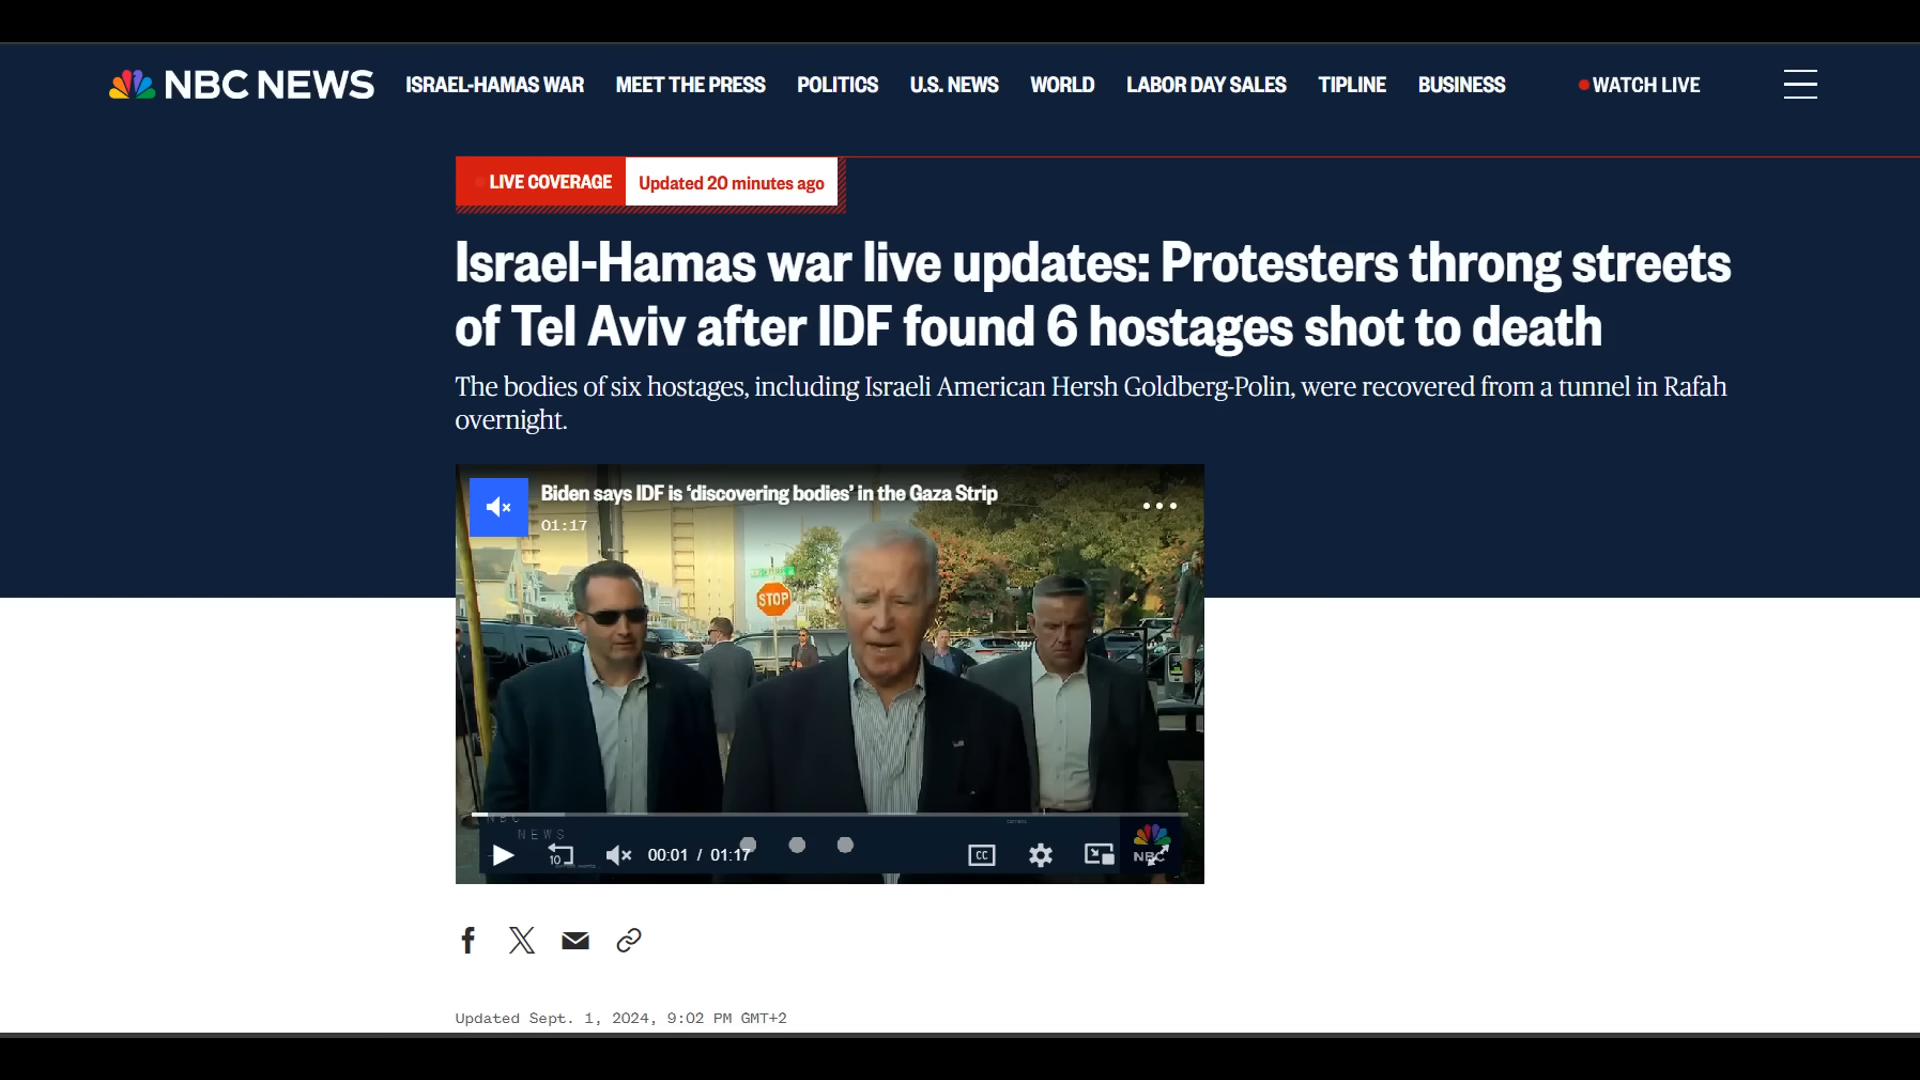 NBC NEWS
ISRAEL-HAMAS WAR
MEET THE PRESS
POLITICS
U.S. NEWS
WORLD
LABOR DAY SALES
TIPLINE
BUSINESS
WATCH LIVE
LIVE COVERAGE
Updated 20 minutes ago
Israel-Hamas war live updates: Protesters throng streets
of Tel Aviv after IDF found 6 hostages shot to death
The bodies of six hostages, including Israeli American Hersh Goldberg-Polin, were recovered from a tunnel in Rafah
overnight.
Biden says IDF is ‘discovering bodies’ in the Gaza Strip
01:17
STOP
NBC
NEWS
10
00:01 / 01:17
CC
NBC
Updated Sept. 1, 2024, 9:02 PM GMT+2